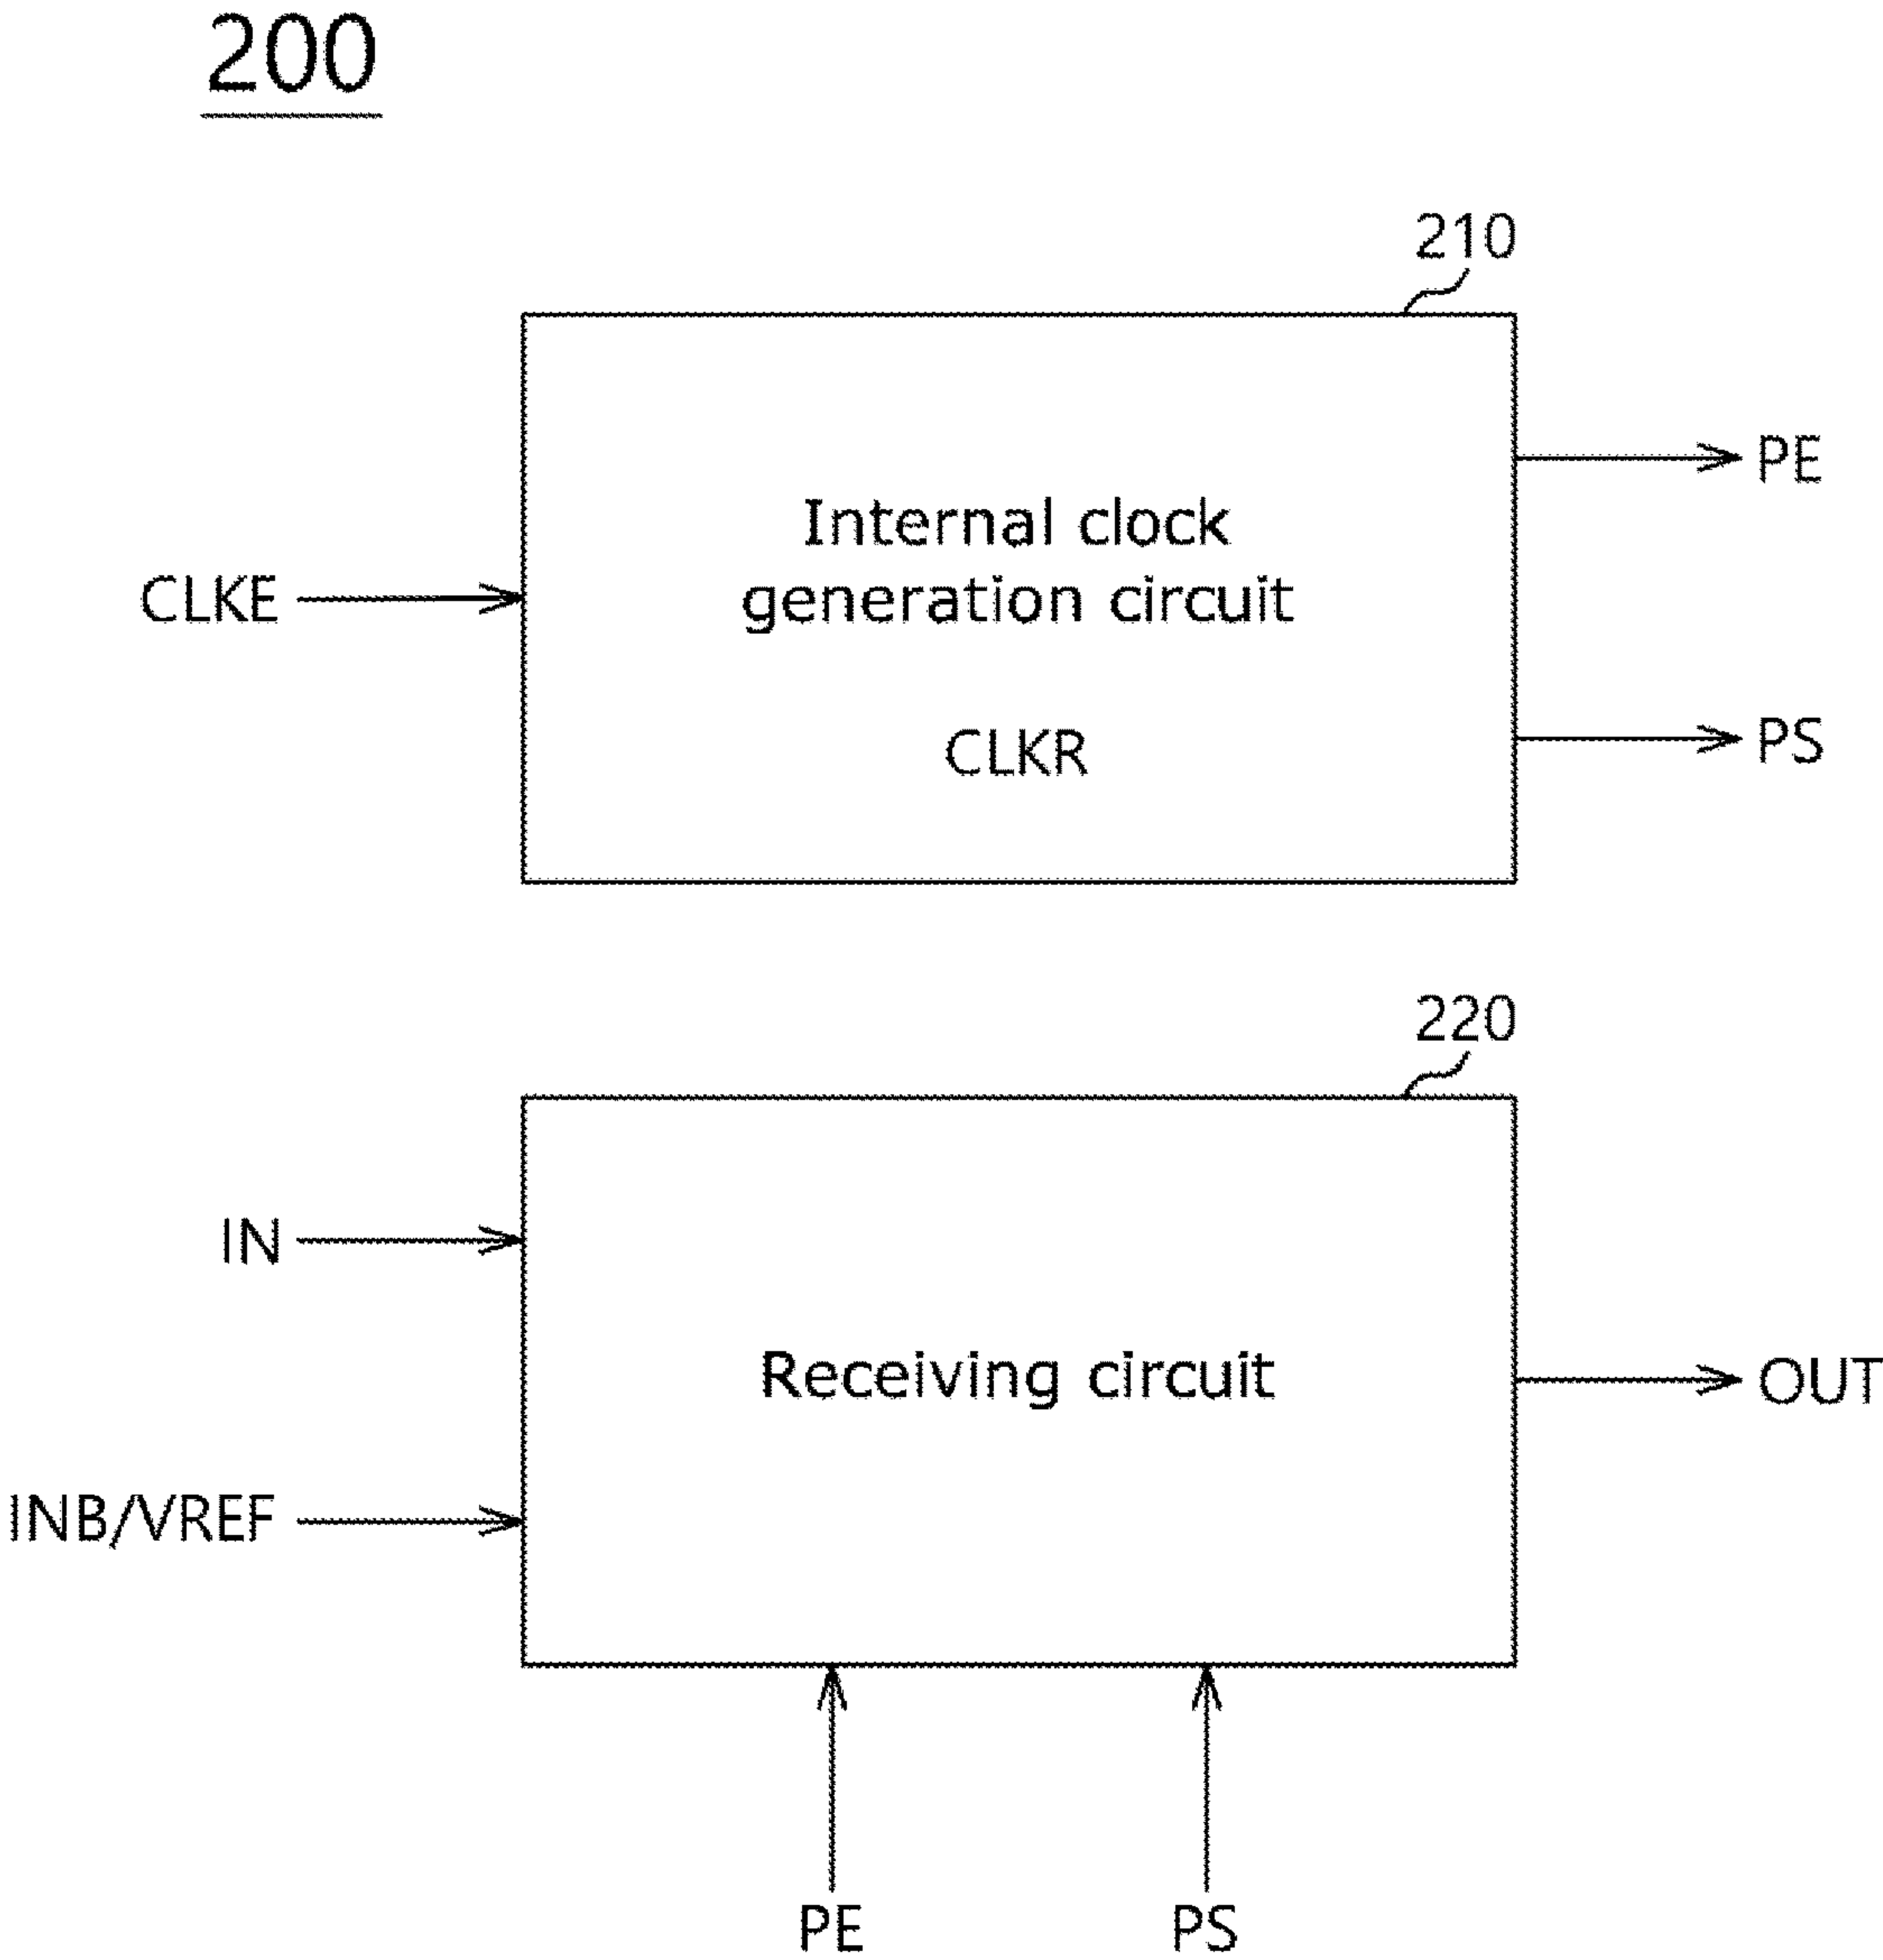 200
210
Internal clock
generation circuit
CLKR
CLKE
PE
PS
220
IN
INB/VREF
Receiving circuit
OUT
PE
PS